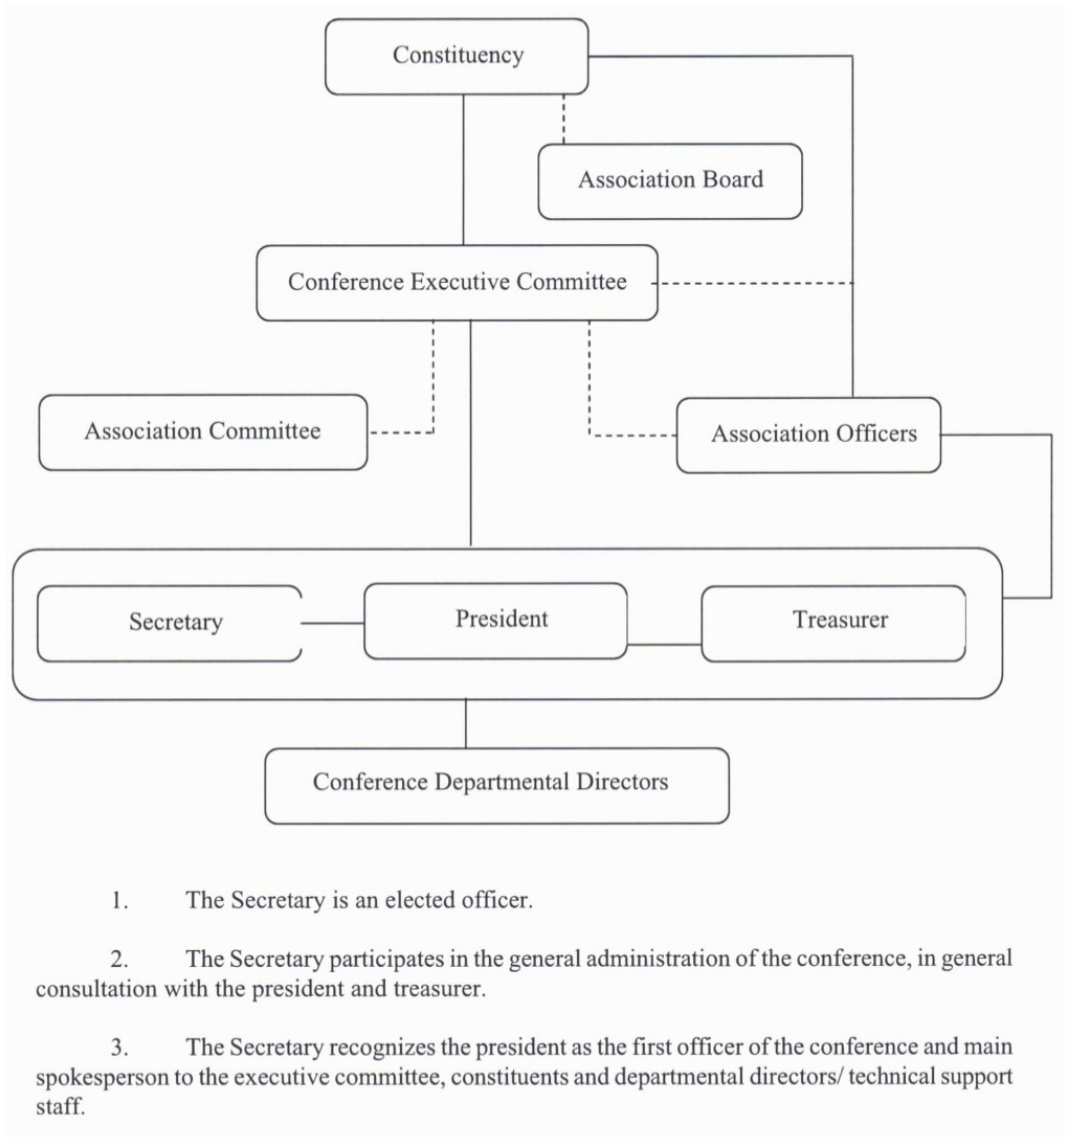 Constituency
Association Board
Conference Executive Committee
Association Committee
Association Officers
Secretary
President
Treasurer
Conference Departmental Directors
1. The Secretary is an elected officer.
2. The Secretary participates in the general administration of the conference, in general
consultation with the president and treasurer.
3. The Secretary recognizes the president as the first officer of the conference and main
spokesperson to the executive committee, constituents and departmental directors/ technical support
staff.